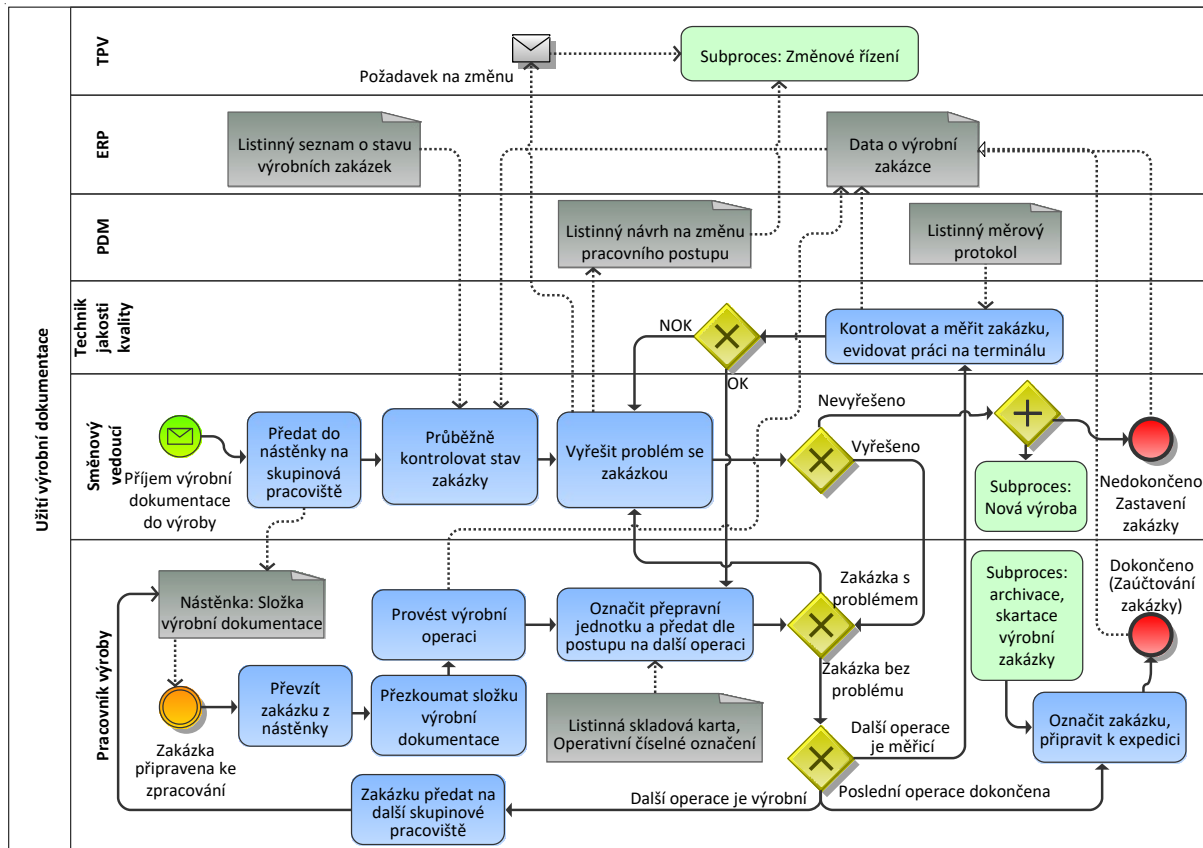 Užití výrobní dokumentace
TPV
Požadavek na změnu
Subproces: Změnové řízení
ERP
Listinný seznam o stavu
výrobních zakázek
Data o výrobní
zakázce
PDM
Listinný návrh na změnu
pracovního postupu
Listinný měrový
protokol
Technik
jakosti
kvality
NOK
OK
Kontrolovat a měřit zakázku,
evidovat práci na terminálu
Směnový
vedoucí
Příjem výrobní
dokumentace
do výroby
Předat do
nástěnky na
skupinová
pracoviště
Průběžně
kontrolovat stav
zakázky
Vyřešit problém se
zakázkou
Nevyřešeno
Vyřešeno
Subproces:
Nová výroba
Nedokončeno
Zastavení
zakázky
Pracovník výroby
Nástěnka: Složka
výrobní dokumentace
Zakázka
připravena ke
zpracování
Převzít
zakázku z
nástěnky
Provést výrobní
operaci
Přezkoumat složku
výrobní
dokumentace
Označit přepravní
jednotku a předat dle
postupu na další operaci
Listinná skladová karta,
Operativní číselné označení
Zakázka s
problémem
Zakázka bez
problému
Další operace
je měřicí
Subproces:
archivace,
skartace
výrobní
zakázky
Dokončeno
(Zaúčtování
zakázky)
Označit zakázku,
připravit k expedici
Zakázku předat na
další skupinové
pracoviště
Další operace je výrobní
Poslední operace dokončena